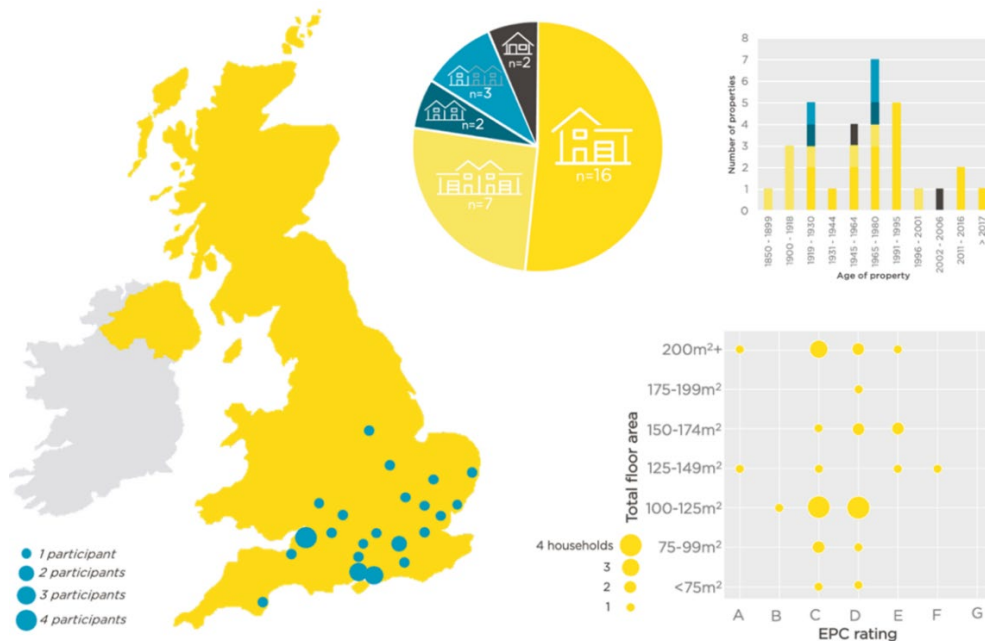 n=2
n=3
n=2
n=7
n=16
8
7
6
5
4
3
2
1
0
Number of properties
1850 - 1899
1900 - 1918
1919 - 1930
1931 - 1944
1945 - 1964
1965 - 1980
1991 - 1995
1996 - 2001
2002 - 2006
2011 - 2016
> 2017
Age of property
1 participant
2 participants
3 participants
4 participants
Total floor area
200m²+
175-199m²
150-174m²
125-149m²
100-125m²
75-99m²
<75m²
4 households
3
2
1
A B C D E F G
EPC rating